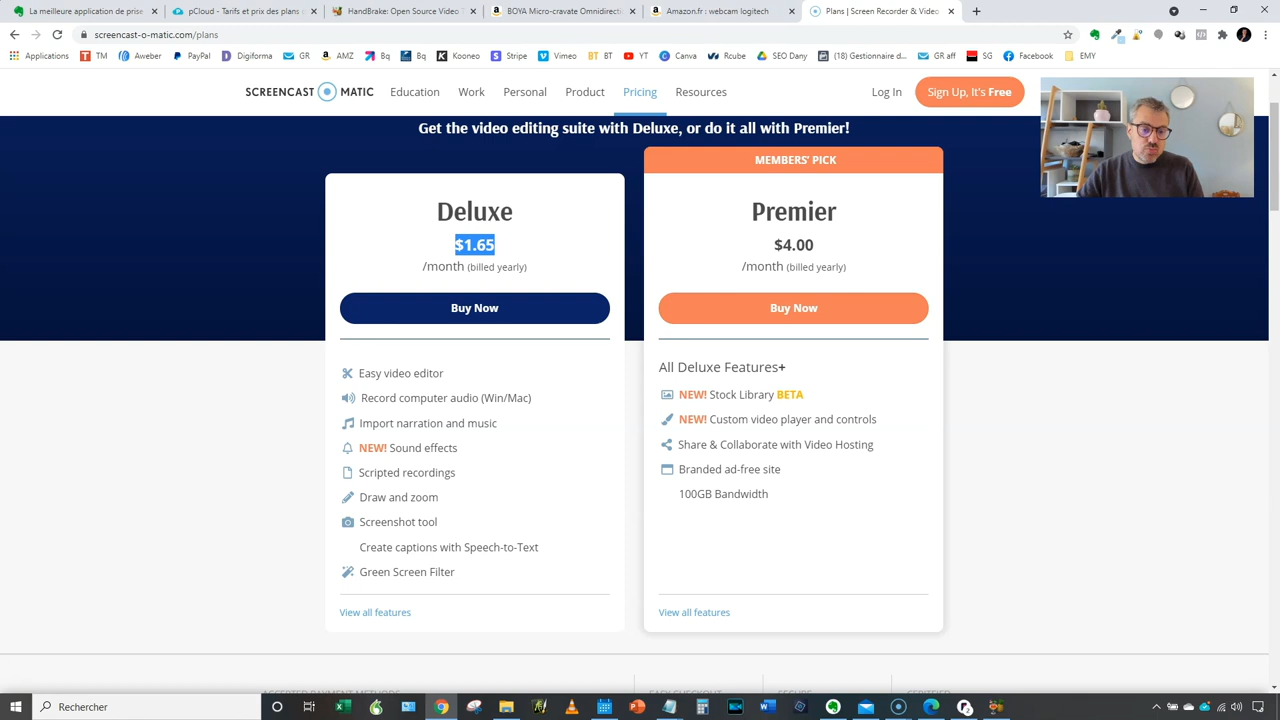 La meilleure application de prise
pCloud - Tarifs et prix des plans c
HandBrake: Open Source Video T
BOYA Micro-cravate Omnidirecti
Amazon.fr : webcam logitech
Plans | Screen Recorder & Video
screencast-o-matic.com/plans
Applications
TM
Aweber
PayPal
Digiforma
GR
AMZ
Bq
Bq
Kooneo
Stripe
Vimeo
BT
BT
YT
Canva
Rcube
SEO Dany
(18) Gestionnaire d...
GR aff
SG
Facebook
EMY
SCREENCAST MATIC
Education
Work
Personal
Product
Pricing
Resources
Log In
Sign Up, It's Free
Get the video editing suite with Deluxe, or do it all with Premier!
MEMBERS' PICK
Deluxe
$1.65
/month (billed yearly)
Buy Now
Easy video editor
Record computer audio (Win/Mac)
Import narration and music
NEW! Sound effects
Scripted recordings
Draw and zoom
Screenshot tool
Create captions with Speech-to-Text
Green Screen Filter
View all features
Premier
$4.00
/month (billed yearly)
Buy Now
All Deluxe Features+
NEW! Stock Library BETA
NEW! Custom video player and controls
Share & Collaborate with Video Hosting
Branded ad-free site
100GB Bandwidth
View all features
ACCEPTED PAYMENT METHODS
EASY CHECKOUT
SECURE
CERTIFIED
Rechercher